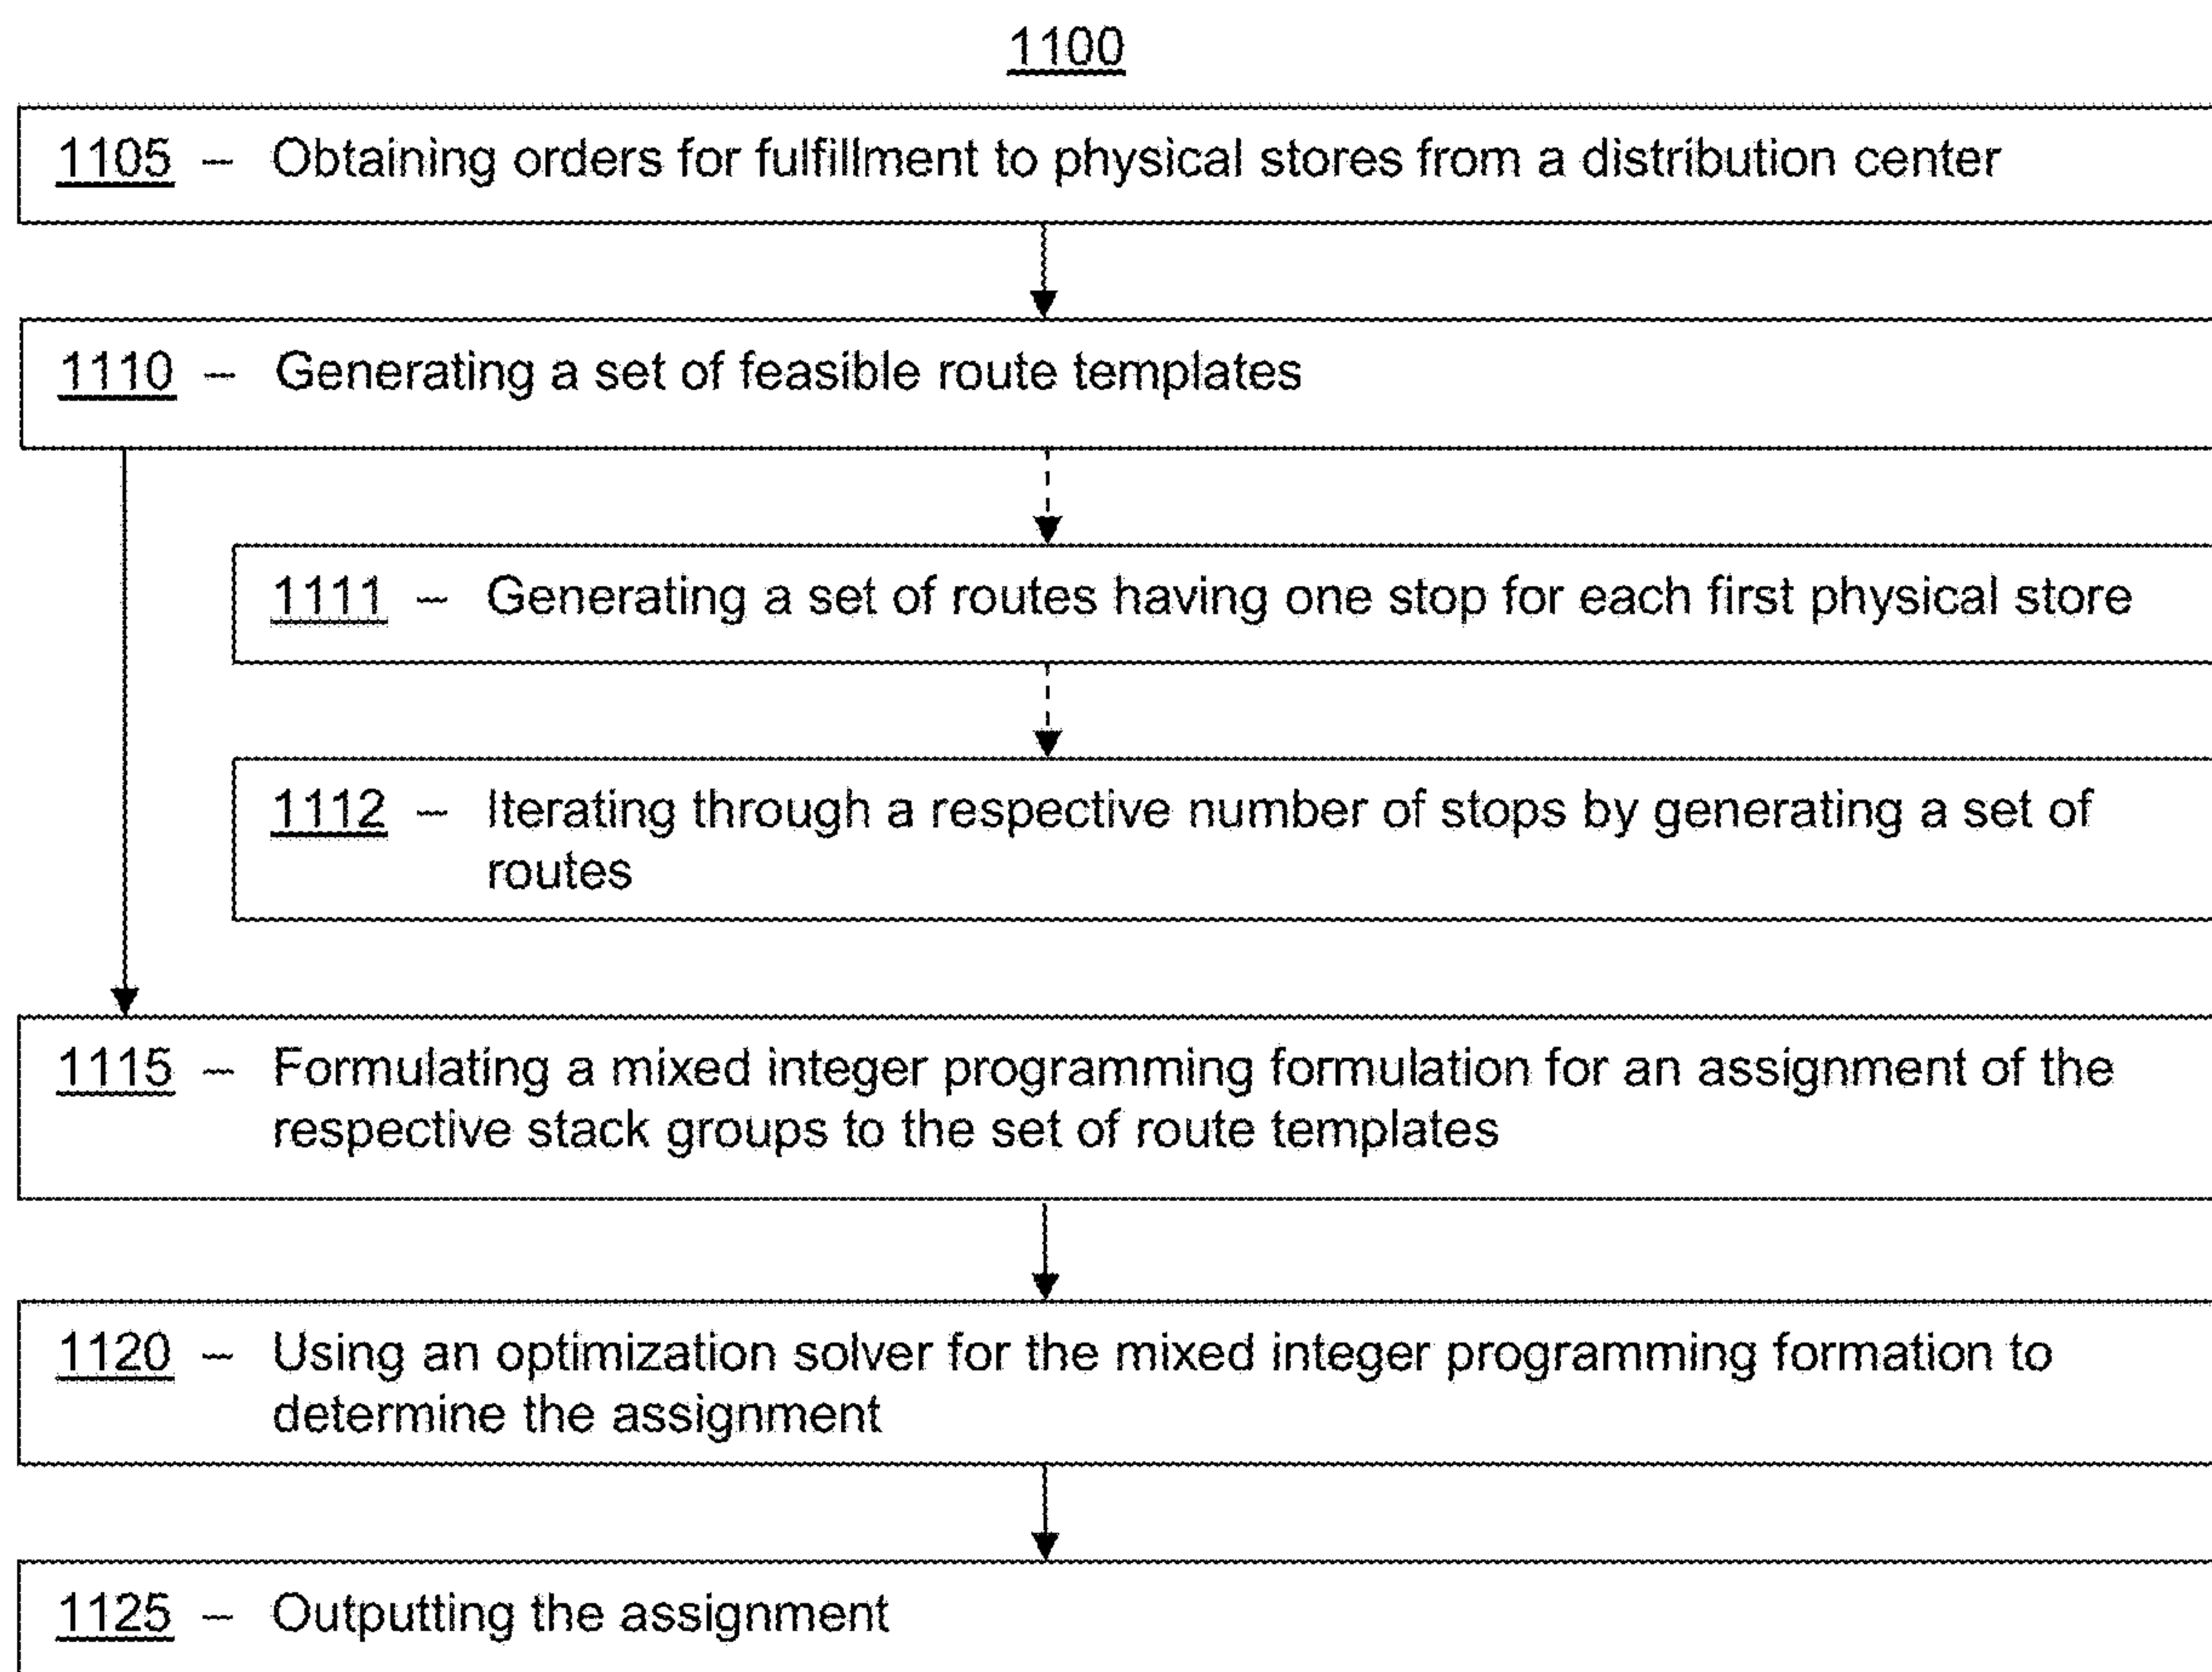 1100
1105 – Obtaining orders for fulfillment to physical stores from a distribution center
1110 – Generating a set of feasible route templates
1111 – Generating a set of routes having one stop for each first physical store
1112 – Iterating through a respective number of stops by generating a set of
routes
1115 – Formulating a mixed integer programming formulation for an assignment of the
respective stack groups to the set of route templates
1120 – Using an optimization solver for the mixed integer programming formation to
determine the assignment
1125 – Outputting the assignment